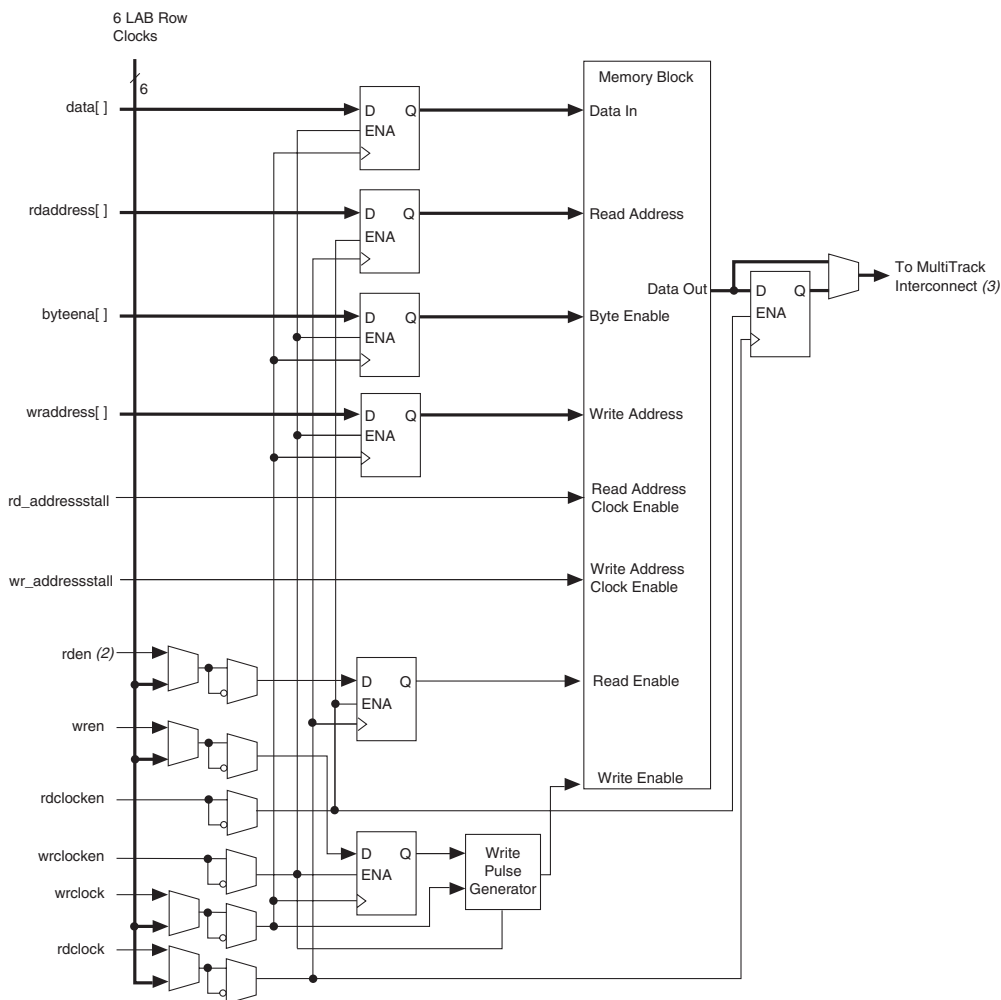 6 LAB Row
Clocks
6
Memory Block
data[ ]
D Q
ENA
Data In
rdaddress[ ]
D Q
ENA
Read Address
To MultiTrack
Interconnect (3)
Data Out
D Q
ENA
byteena[ ]
D Q
ENA
Byte Enable
wraddress[ ]
D Q
ENA
Write Address
rd_addressstall
Read Address
Clock Enable
wr_addressstall
Write Address
Clock Enable
rden (2)
D Q
ENA
Read Enable
wren
Write Enable
rdclocken
wrclocken
D Q
ENA
Write
Pulse
Generator
wrclock
rdclock